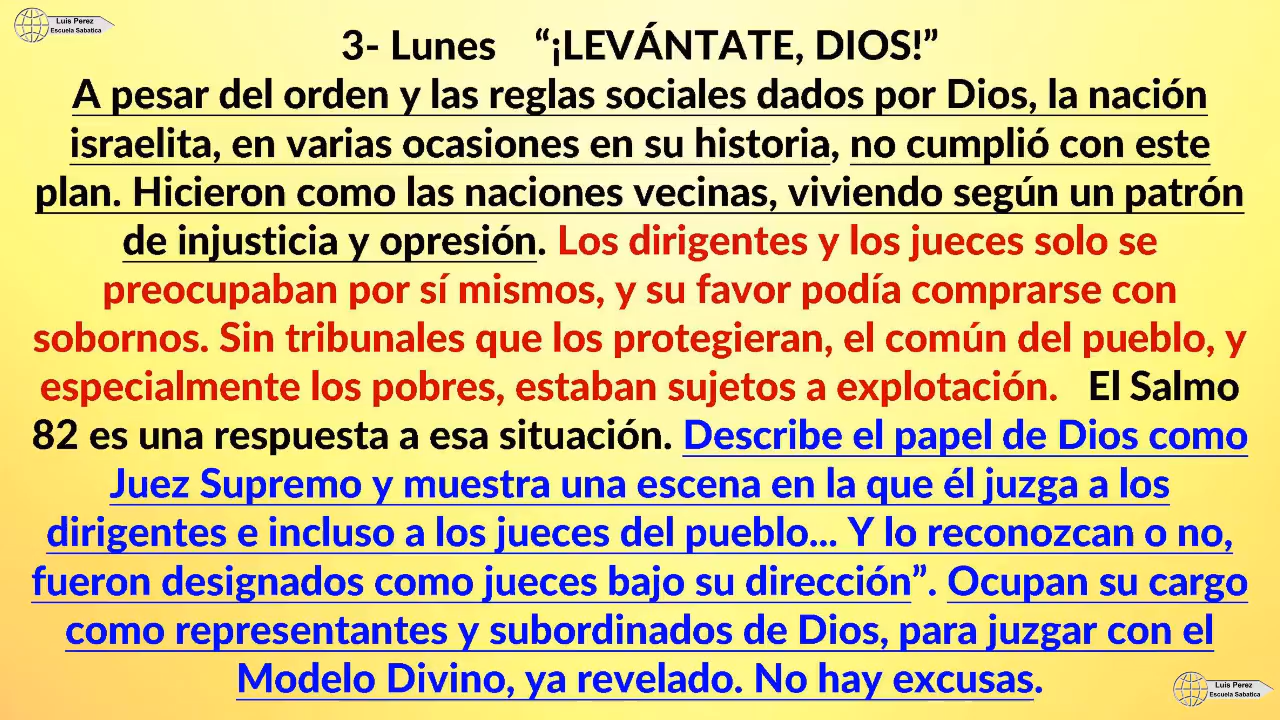 Luis Perez
Escuela Sabatica
3- Lunes “¡LEVÁNTATE, DIOS!”
A pesar del orden y las reglas sociales dados por Dios, la nación
israelita, en varias ocasiones en su historia, no cumplió con este
plan. Hicieron como las naciones vecinas, viviendo según un patrón
de injusticia y opresión. Los dirigentes y los jueces solo se
preocupaban por sí mismos, y su favor podía comprarse con
sobornos. Sin tribunales que los protegieran, el común del pueblo, y
especialmente los pobres, estaban sujetos a explotación. El Salmo
82 es una respuesta a esa situación. Describe el papel de Dios como
Juez Supremo y muestra una escena en la que él juzga a los
dirigentes e incluso a los jueces del pueblo... Y lo reconozcan o no,
fueron designados como jueces bajo su dirección”. Ocupan su cargo
como representantes y subordinados de Dios, para juzgar con el
Modelo Divino, ya revelado. No hay excusas.
Luis Perez
Escuela Sabatica